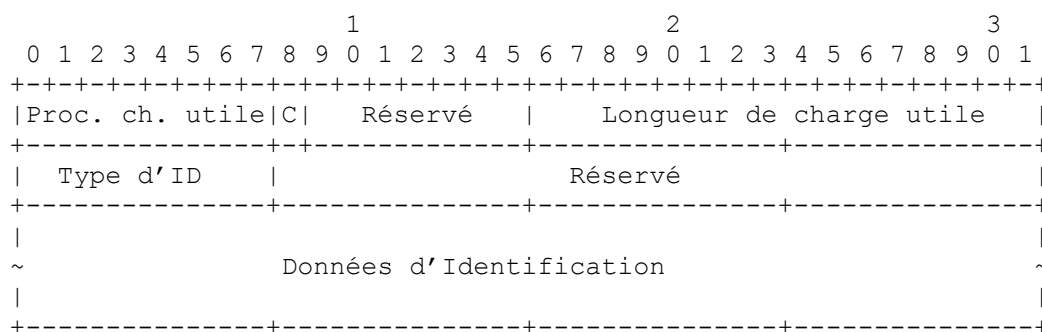 1                   2                   3
 0 1 2 3 4 5 6 7 8 9 0 1 2 3 4 5 6 7 8 9 0 1 2 3 4 5 6 7 8 9 0 1
+-+-+-+-+-+-+-+-+-+-+-+-+-+-+-+-+-+-+-+-+-+-+-+-+-+-+-+-+-+-+-+-+
|Proc. ch. utile|C|   Réservé   |    Longueur de charge utile   |
+---------------+-+-------------+---------------+---------------+
|  Type d’ID    |                  Réservé                      |
+---------------+---------------+---------------+---------------+
|                                                               |
~                Données d’Identification                       ~
|                                                               |
+---------------+---------------+---------------+---------------+